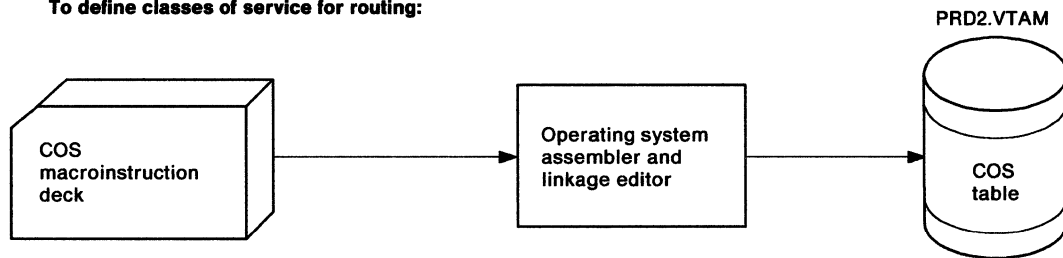 To define classes of service for routing:
PRD2.VTAM
COS
macroinstruction
deck
Operating system
assembler and
linkage editor
COS
table